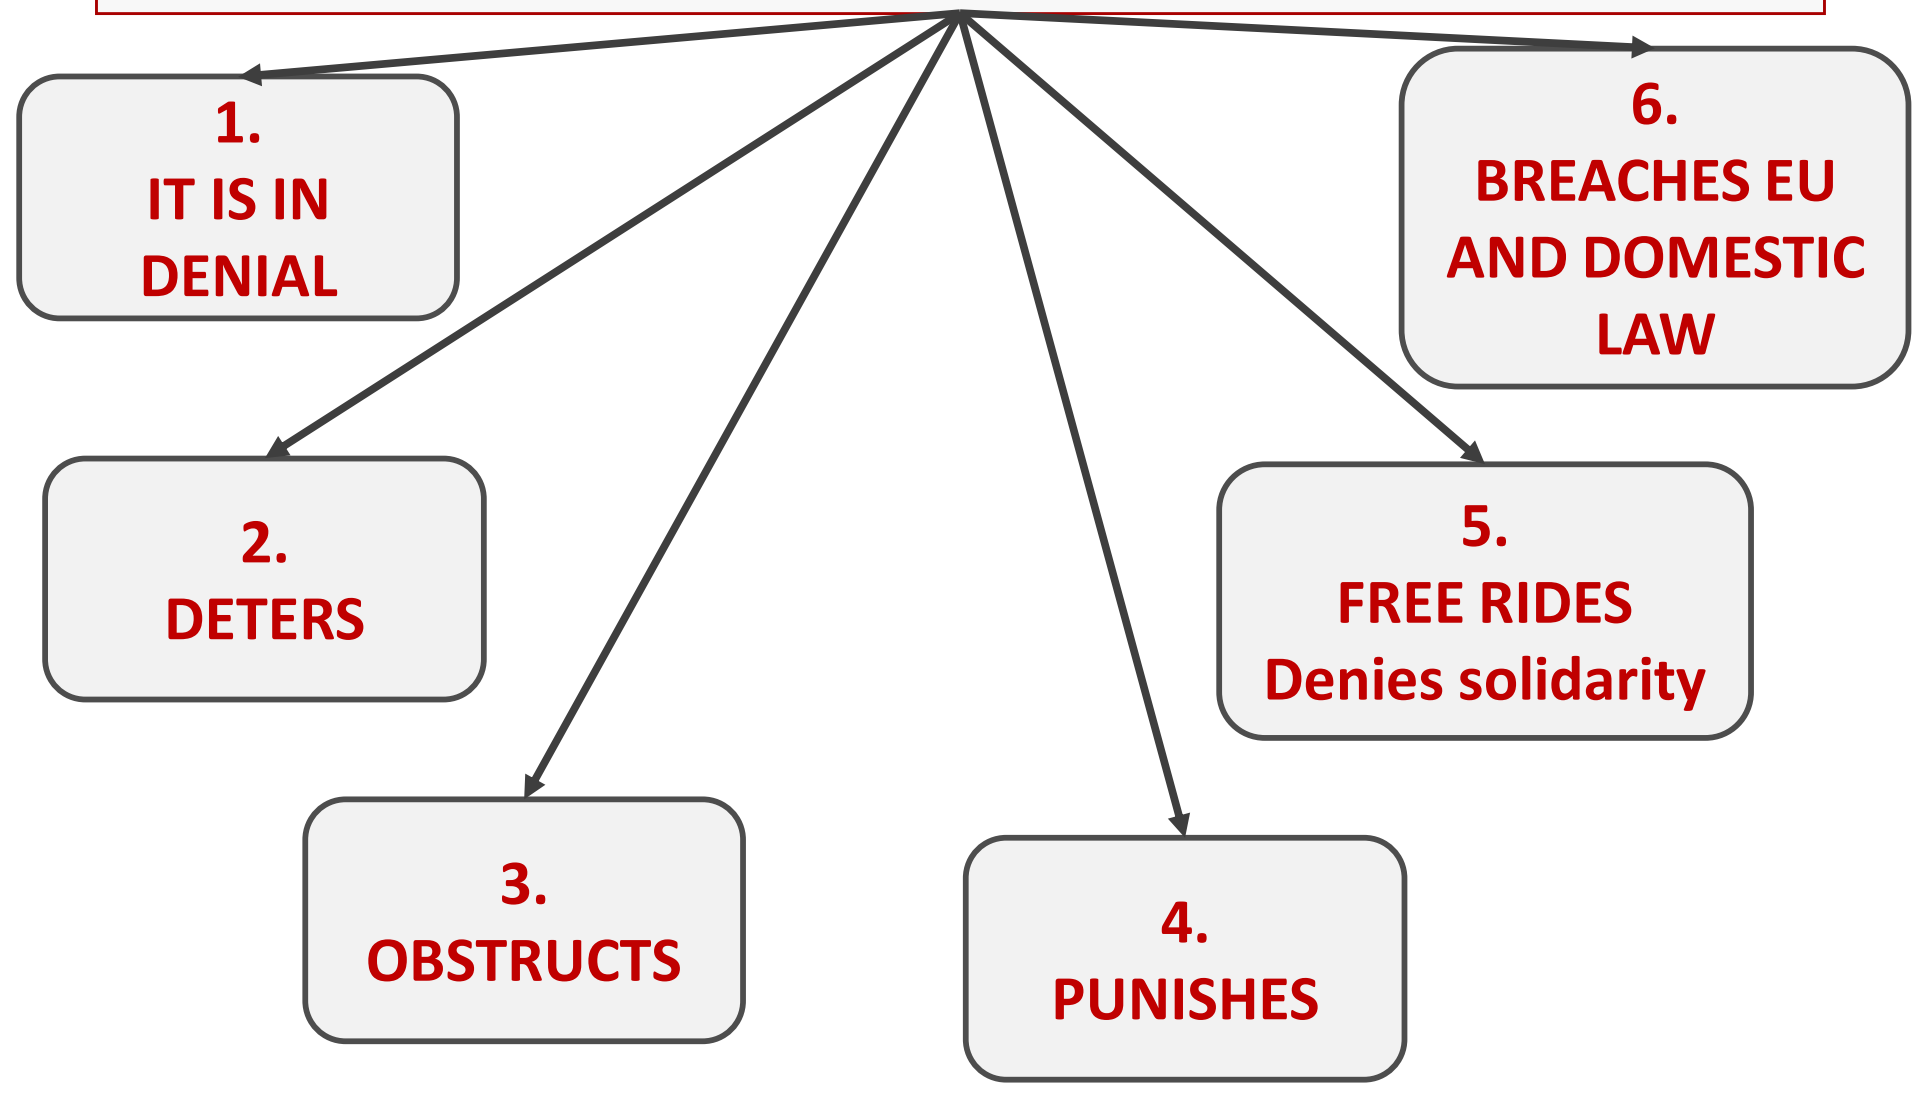 1.
IT IS IN
DENIAL
2.
DETERS
3.
OBSTRUCTS
4.
PUNISHES
5.
FREE RIDES
Denies solidarity
6.
BREACHES EU
AND DOMESTIC
LAW